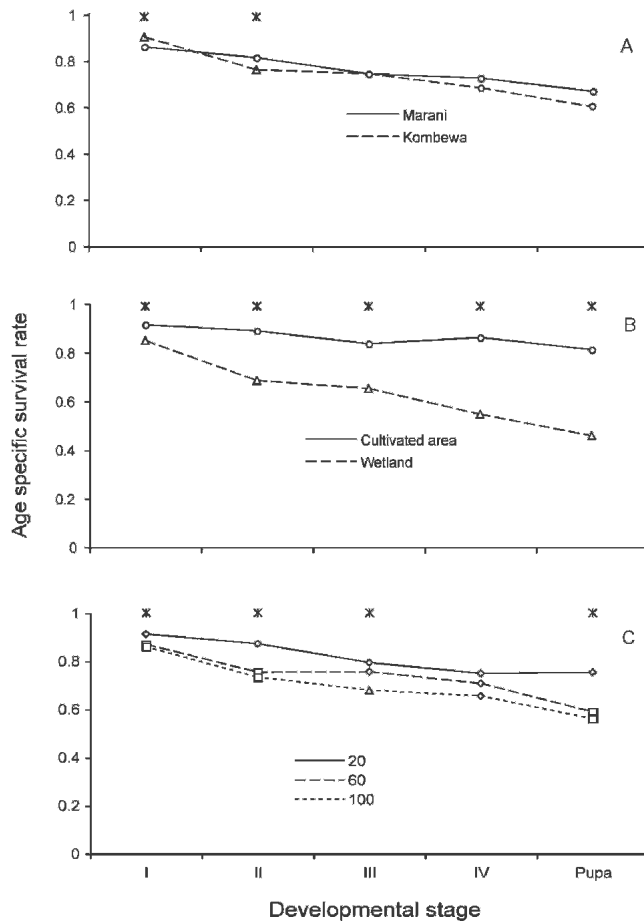 1
0.8
0.6
0.4
0.2
0
A
Marani
Kombewa
1
0.8
0.6
0.4
0.2
0
B
Cultivated area
Wetland
Age specific survival rate
1
0.8
0.6
0.4
0.2
0
C
20
60
100
I II III IV Pupa
Developmental stage